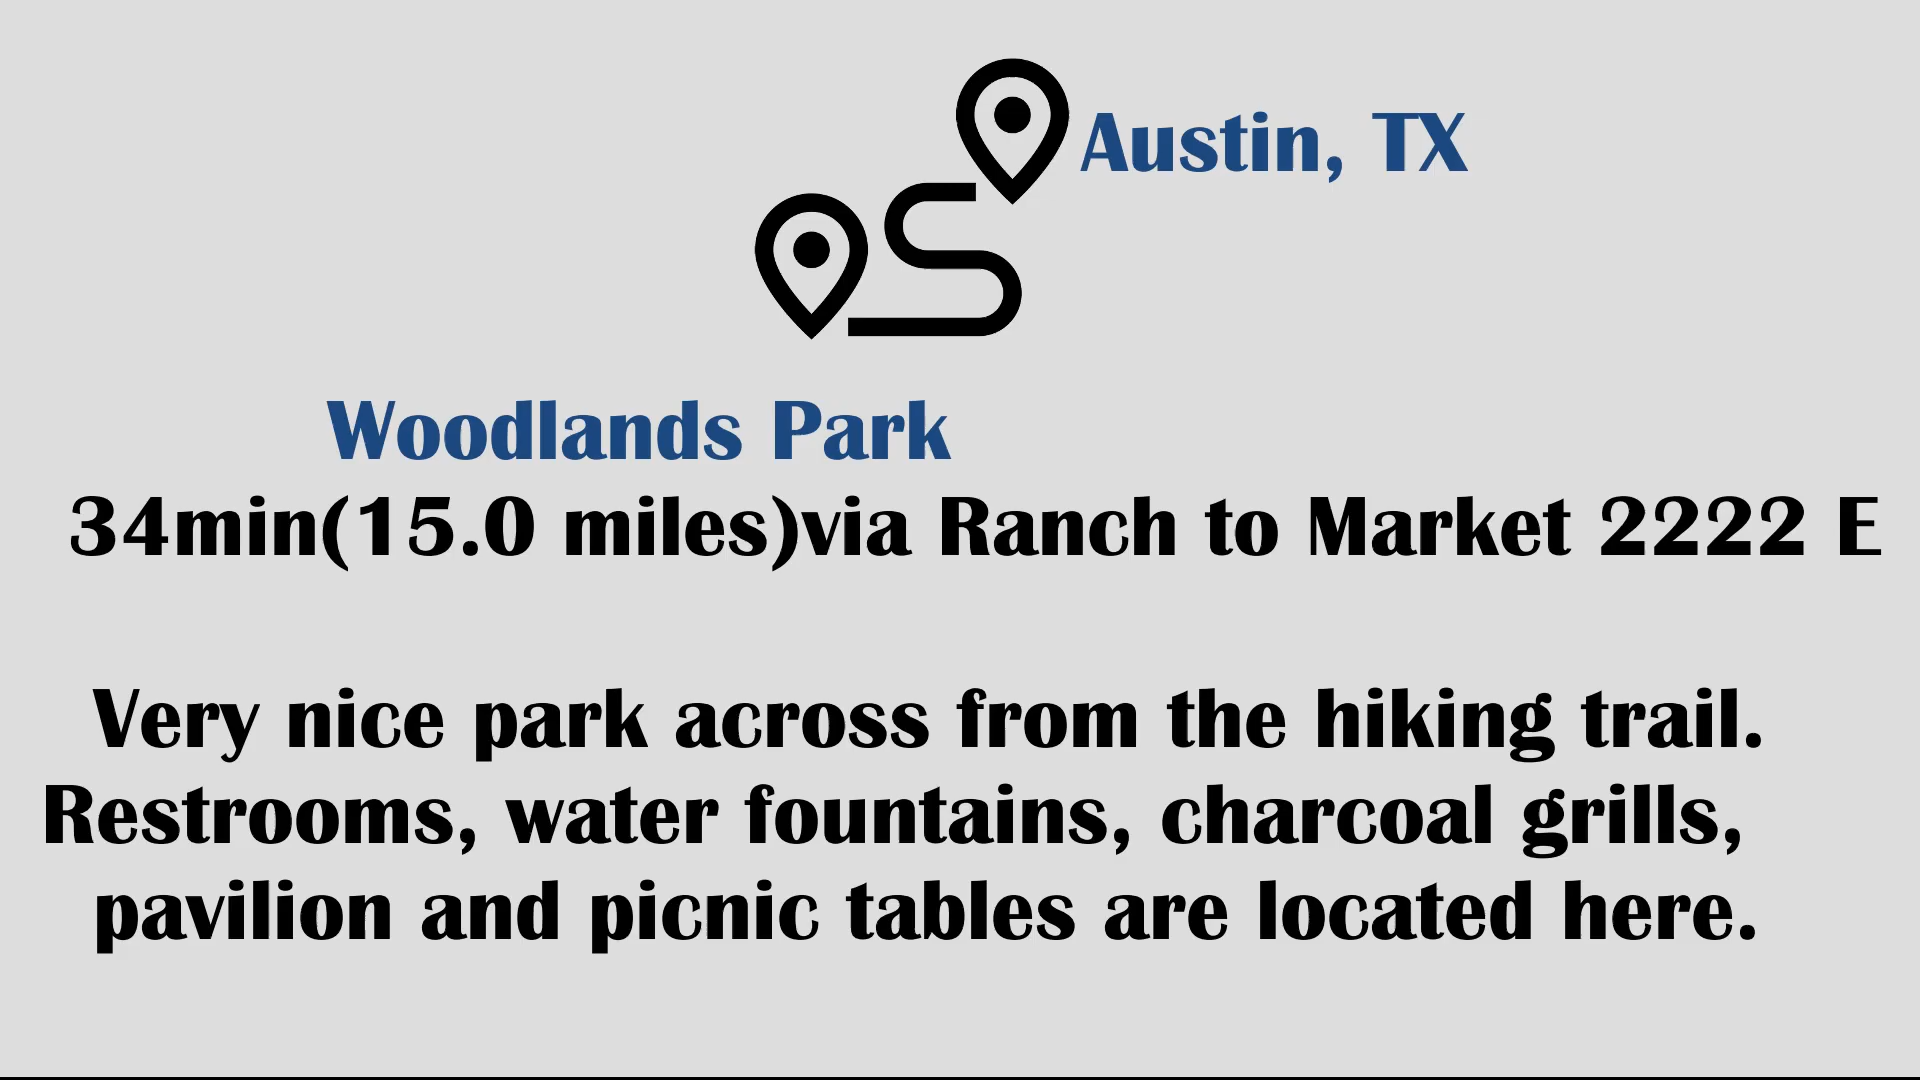 Austin, TX
Woodlands Park
34min(15.0 miles)via Ranch to Market 2222 E
Very nice park across from the hiking trail.
Restrooms, water fountains, charcoal grills,
pavilion and picnic tables are located here.